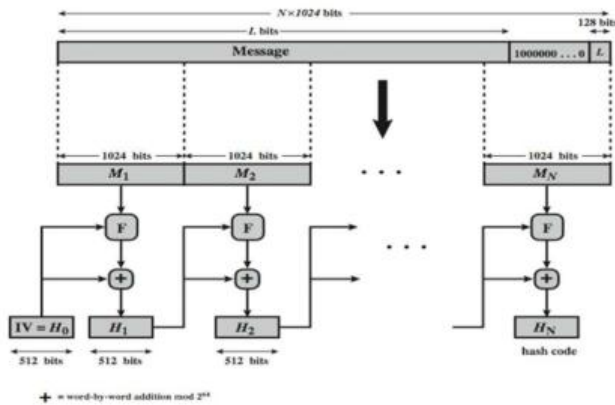 N×1024 bits
L bits
128 bits
Message
1000000 . . . 0
L
1024 bits
1024 bits
1024 bits
M1
M2
. . .
MN
F
F
F
. . .
+
+
+
IV = H0
H1
H2
HN
hash code
512 bits
512 bits
512 bits
+ = word-by-word addition mod 2^64